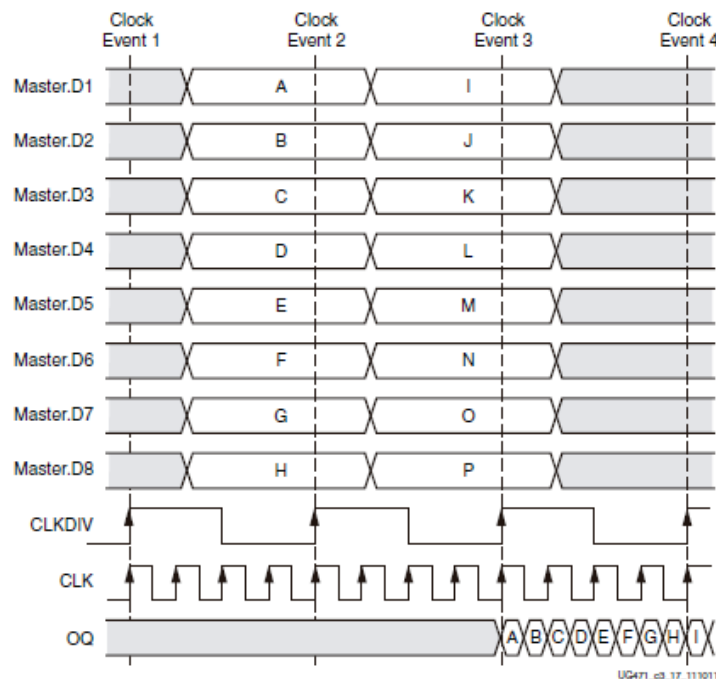 Clock Event 1
Clock Event 2
Clock Event 3
Clock Event 4
Master.D1 A I
Master.D2 B J
Master.D3 C K
Master.D4 D L
Master.D5 E M
Master.D6 F N
Master.D7 G O
Master.D8 H P
CLKDIV
CLK
OQ A B C D E F G H I
UG471_c3_17_111011